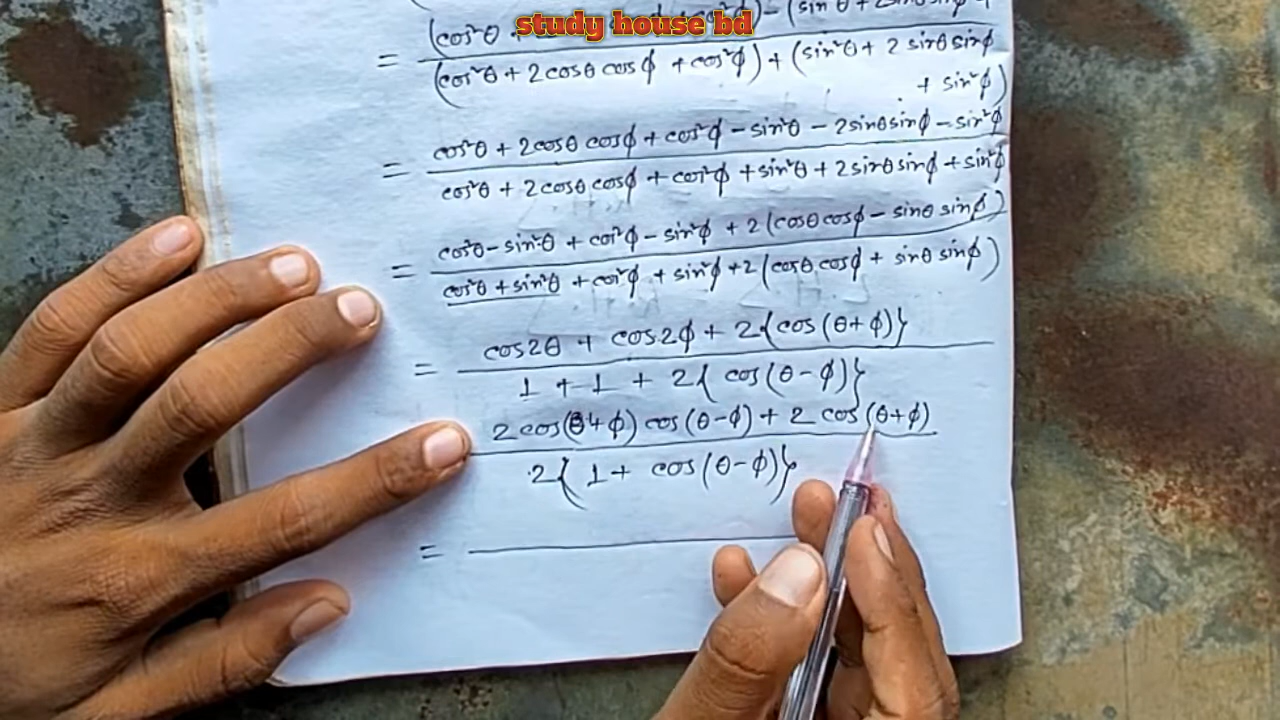 study house bd
(cos²θ +
= (cos²θ + 2cosθ cosϕ + cos²ϕ) + (sin²θ + 2 sinθ sinϕ
+ sin²ϕ)
= cos²θ + 2cosθ cosϕ + cos²ϕ - sin²θ - 2sinθ sinϕ - sin²ϕ
cos²θ + 2cosθ cosϕ + cos²ϕ + sin²θ + 2sinθ sinϕ + sin²ϕ
= cos²θ - sin²θ + cos²ϕ - sin²ϕ + 2(cosθ cosϕ - sinθ sinϕ)
cos²θ + sin²θ + cos²ϕ + sin²ϕ + 2(cosθ cosϕ + sinθ sinϕ)
= cos2θ + cos2ϕ + 2{cos(θ+ϕ)}
1 + 1 + 2{cos(θ-ϕ)}
2cos(θ+ϕ) cos(θ-ϕ) + 2 cos(θ+ϕ)
2{1 + cos(θ-ϕ)}
=